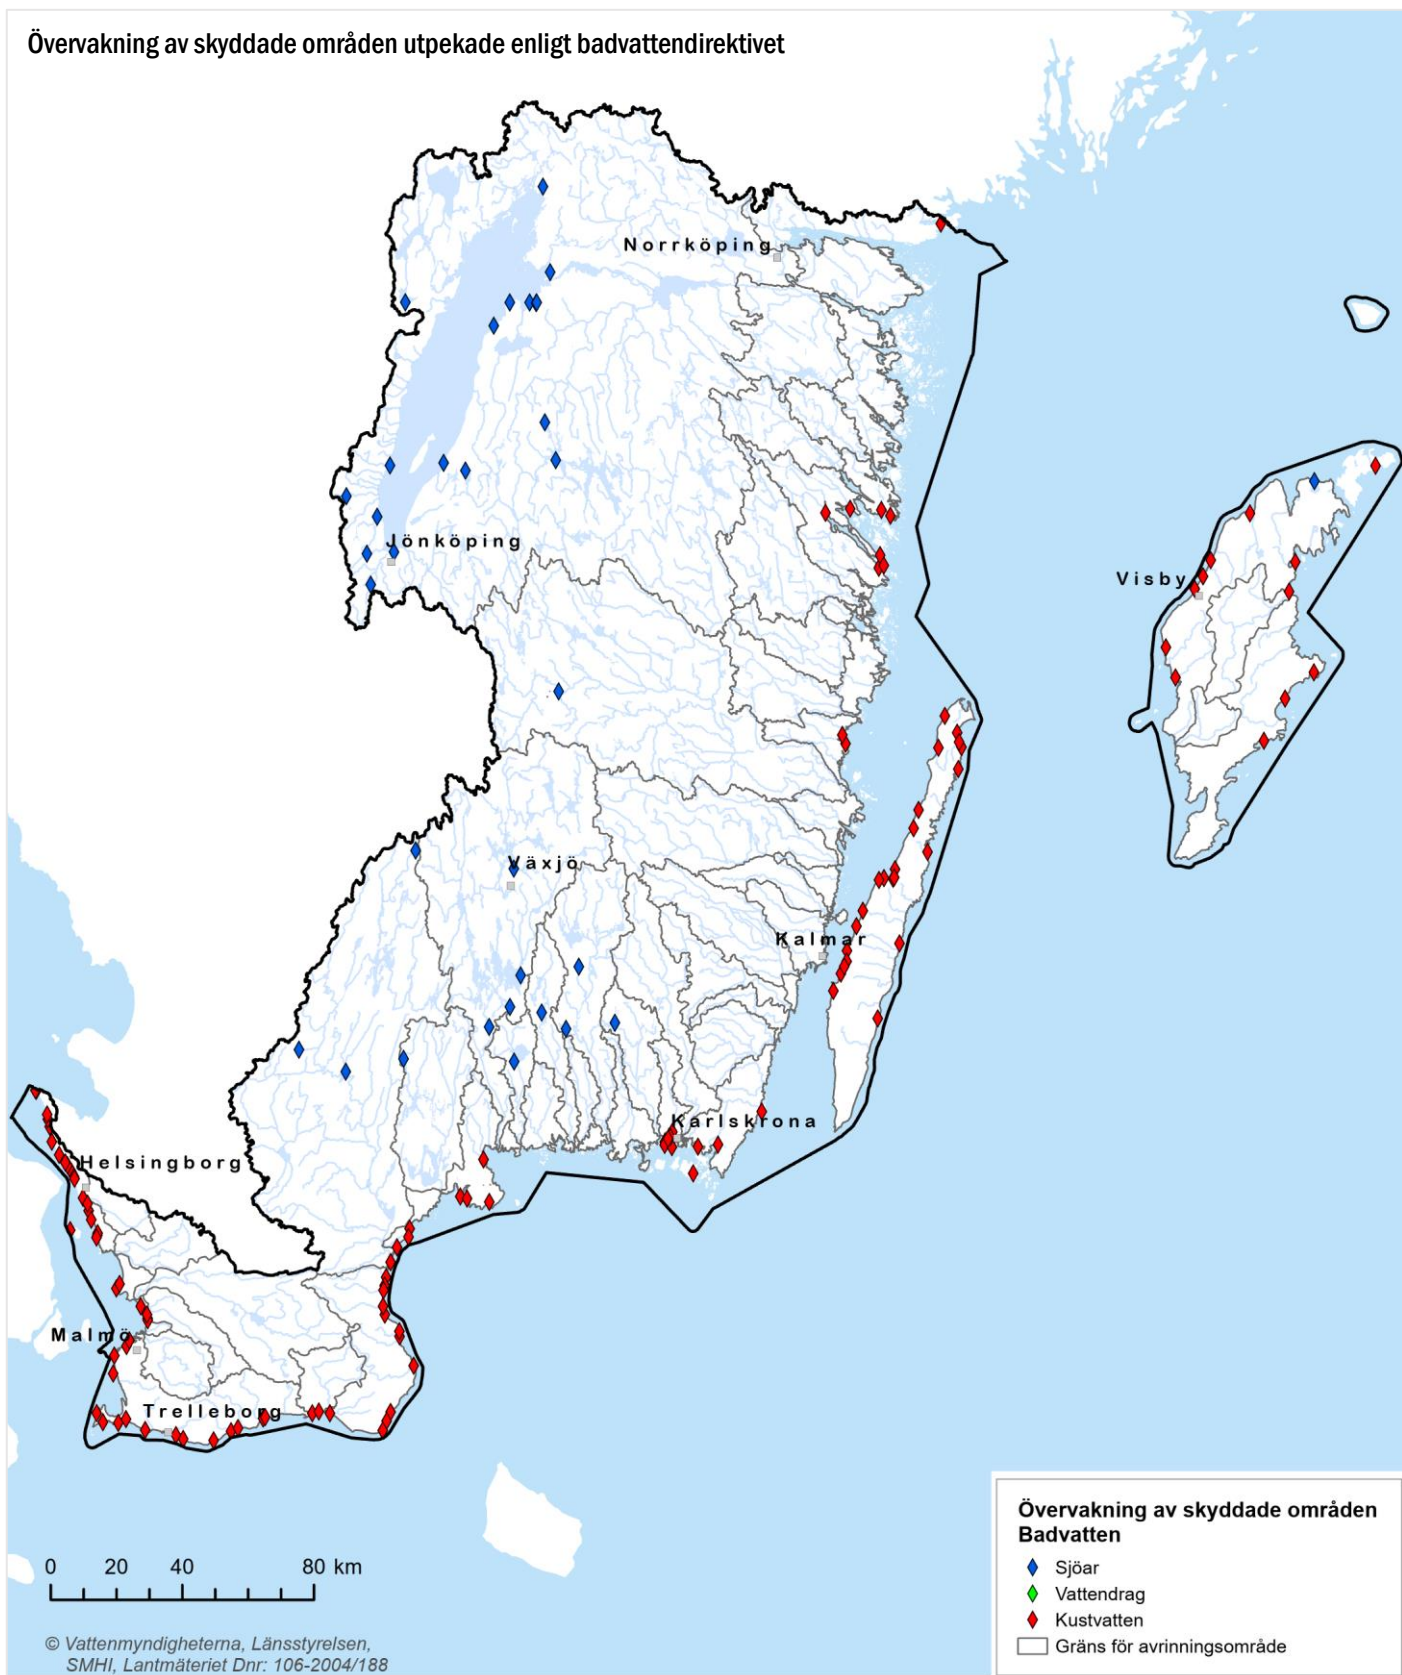 Övervakning av skyddade områden utpekade enligt badvattendirektivet
Norrköping
Jönköping
Visby
Växjö
Kalmar
Karlskrona
Helsingborg
Malmö
Trelleborg
0 20 40 80 km
© Vattenmyndigheterna, Länsstyrelsen,
SMHI, Lantmäteriet Dnr: 106-2004/188
Övervakning av skyddade områden
Badvatten
Sjöar
Vattendrag
Kustvatten
Gräns för avrinningsområde